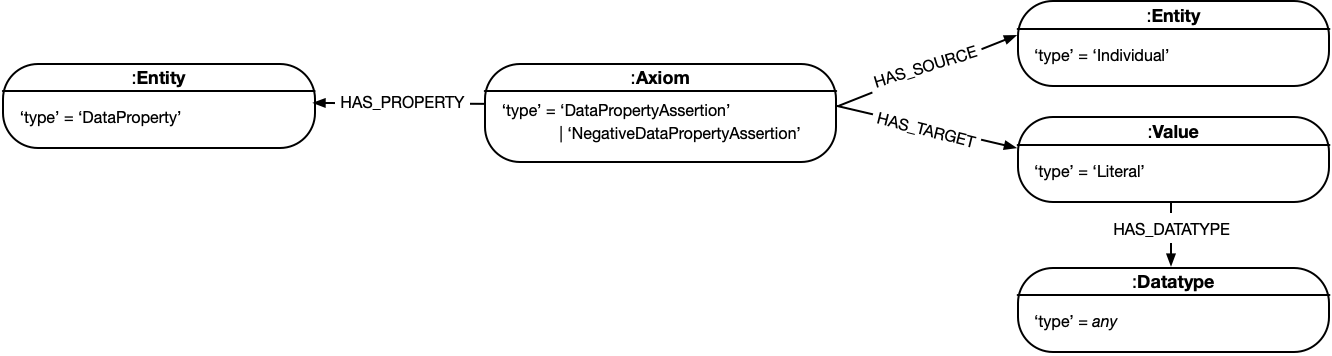 :Entity
'type' = 'DataProperty'
HAS_PROPERTY
:Axiom
'type' = 'DataPropertyAssertion'
| 'NegativeDataPropertyAssertion'
HAS_SOURCE
:Entity
'type' = 'Individual'
HAS_TARGET
:Value
'type' = 'Literal'
HAS_DATATYPE
:Datatype
'type' = any